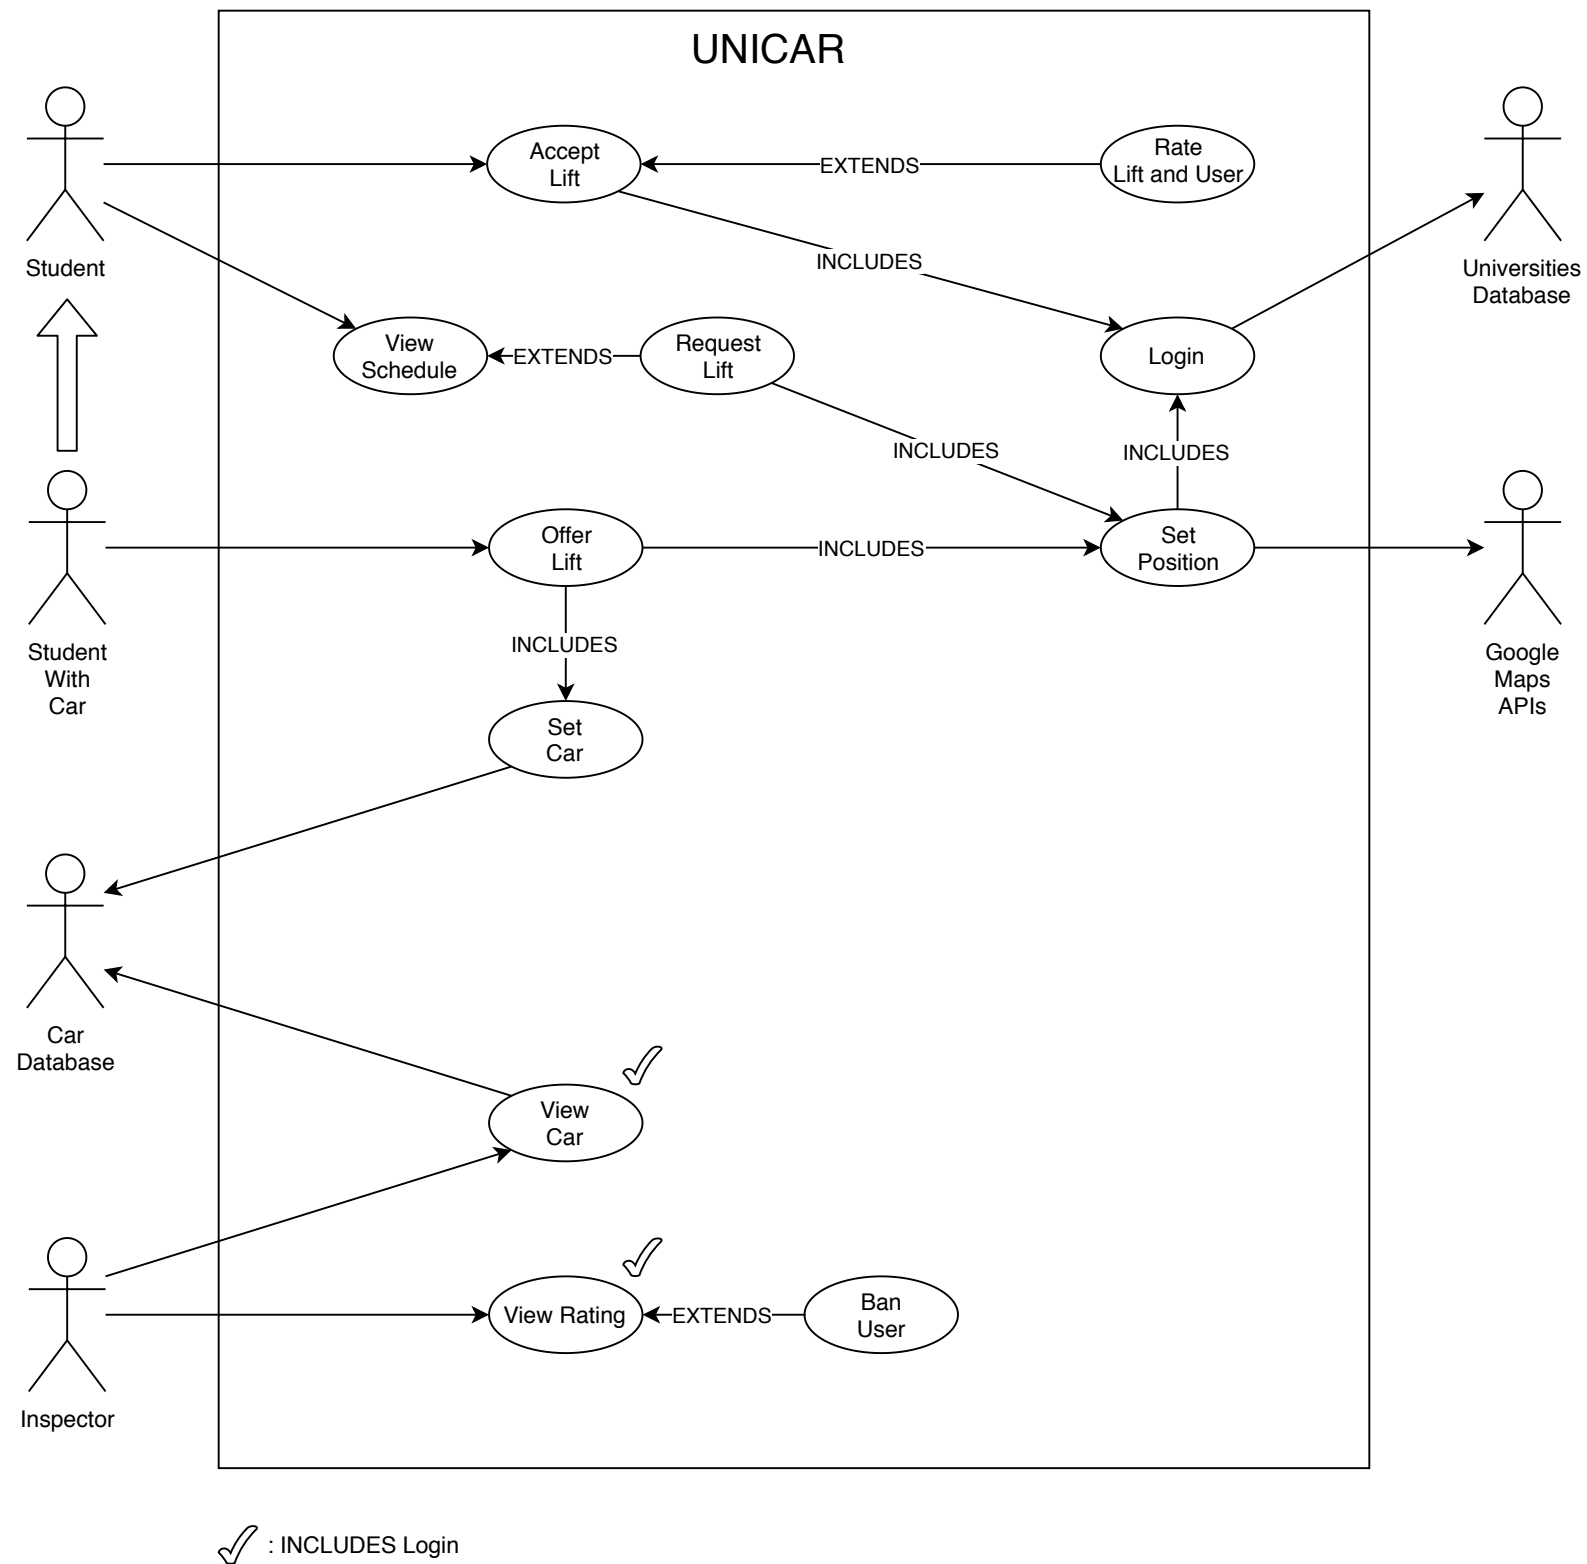 UNICAR
Accept
Lift
EXTENDS
Rate
Lift and User
Student
INCLUDES
Universities
Database
View
Schedule
EXTENDS
Request
Lift
Login
INCLUDES
INCLUDES
Offer
Lift
INCLUDES
Set
Position
Student
With
Car
INCLUDES
Google
Maps
APIs
Set
Car
Car
Database
View
Car
View Rating
EXTENDS
Ban
User
Inspector
: INCLUDES Login